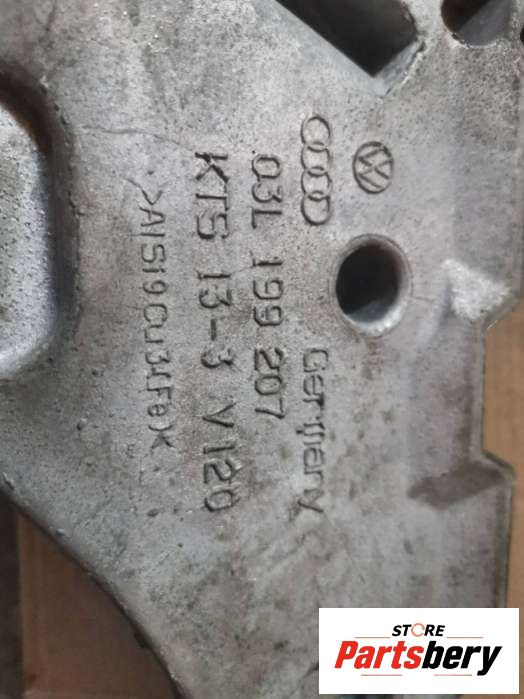 03L 199 207
Germany
KTS 13-3 V120
>AlSi9Cu3(Fe)K
STORE
Partsbery